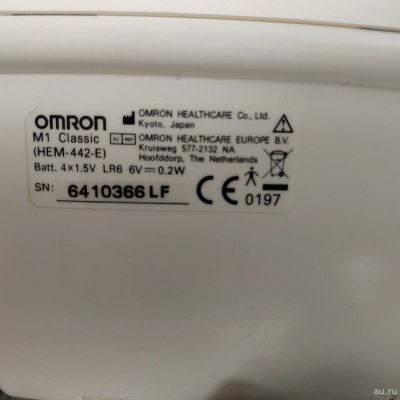 OMRON
M1 Classic
(HEM-442-E)
OMRON HEALTHCARE Co., Ltd.
Kyoto, Japan
EC REP OMRON HEALTHCARE EUROPE B.V.
Kruisweg 577-2132 NA
Hoofddorp, The Netherlands
Batt. 4×1.5V LR6 6V⎓0.2W
SN: 6410366 LF
CE 0197
au.ru